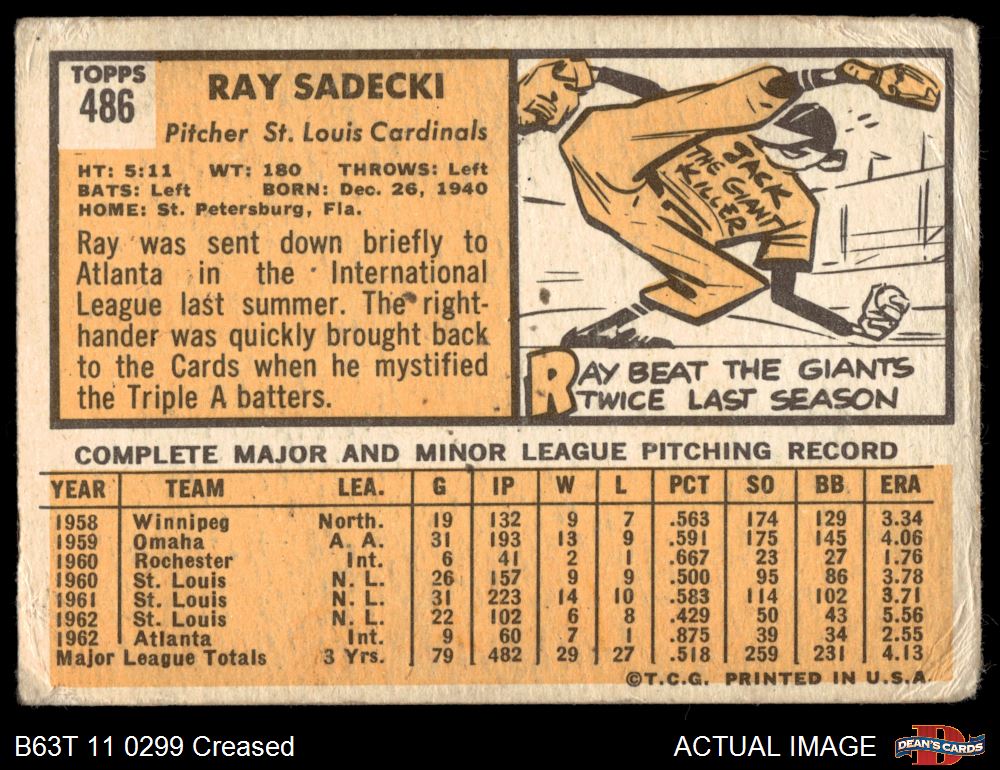 TOPPS
486
RAY SADECKI
Pitcher St. Louis Cardinals
HT: 5:11 WT: 180 THROWS: Left
BATS: Left BORN: Dec. 26, 1940
HOME: St. Petersburg, Fla.
Ray was sent down briefly to
Atlanta in the International
League last summer. The right-
hander was quickly brought back
to the Cards when he mystified
the Triple A batters.
JACK
THE GIANT
KILLER
RAY BEAT THE GIANTS
TWICE LAST SEASON
COMPLETE MAJOR AND MINOR LEAGUE PITCHING RECORD
YEAR TEAM LEA. G IP W L PCT SO BB ERA
1958 Winnipeg North. 19 132 9 7 .563 174 129 3.34
1959 Omaha A. A. 31 193 13 9 .591 175 145 4.06
1960 Rochester Int. 6 41 2 1 .667 23 27 1.76
1960 St. Louis N. L. 26 157 9 9 .500 95 86 3.78
1961 St. Louis N. L. 31 223 14 10 .583 114 102 3.71
1962 St. Louis N. L. 22 102 6 8 .429 50 43 5.56
1962 Atlanta Int. 9 60 7 1 .875 39 34 2.55
Major League Totals 3 Yrs. 79 482 29 27 .518 259 231 4.13
©T.C.G. PRINTED IN U.S.A.
B63T 11 0299 Creased
ACTUAL IMAGE
DEAN'S CARDS